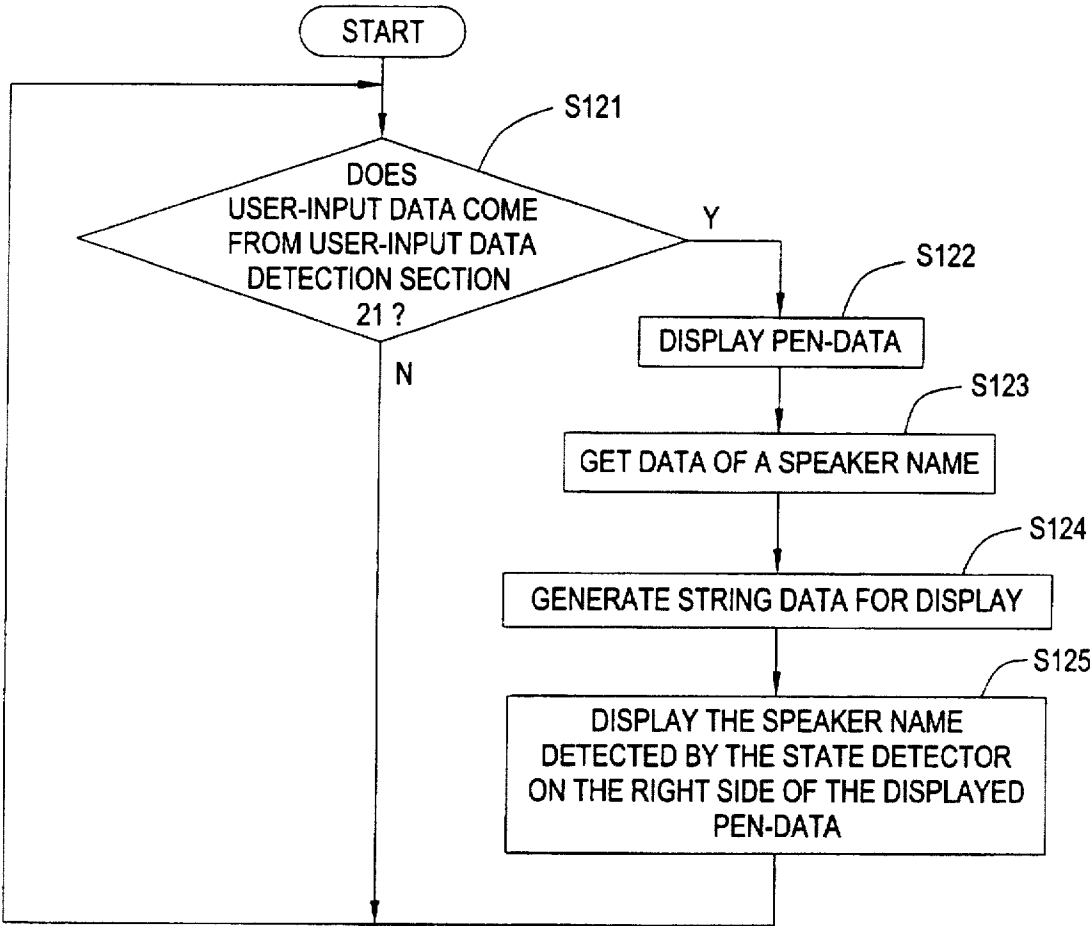 START
S121
DOES
USER-INPUT DATA COME
FROM USER-INPUT DATA
DETECTION SECTION
21 ?
Y
N
S122
DISPLAY PEN-DATA
S123
GET DATA OF A SPEAKER NAME
S124
GENERATE STRING DATA FOR DISPLAY
S125
DISPLAY THE SPEAKER NAME
DETECTED BY THE STATE DETECTOR
ON THE RIGHT SIDE OF THE DISPLAYED
PEN-DATA